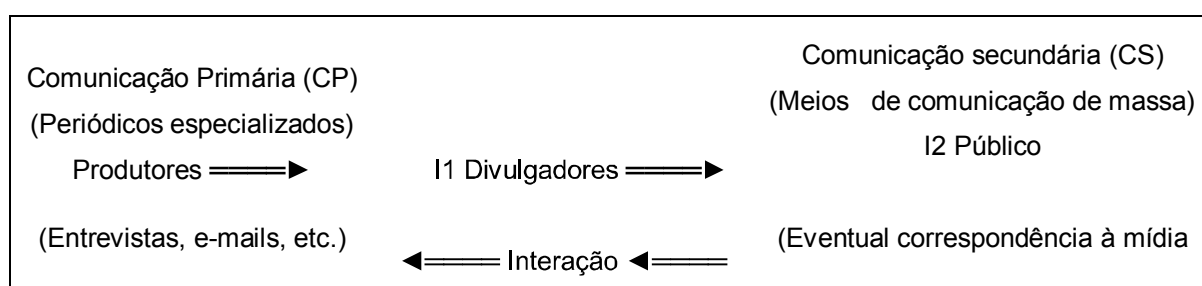 Comunicação Primária (CP)
(Periódicos especializados)
Produtores ════►
I1 Divulgadores ════►
Comunicação secundária (CS)
(Meios de comunicação de massa)
I2 Público
(Entrevistas, e-mails, etc.)
◄════ Interação ◄════
(Eventual correspondência à mídia